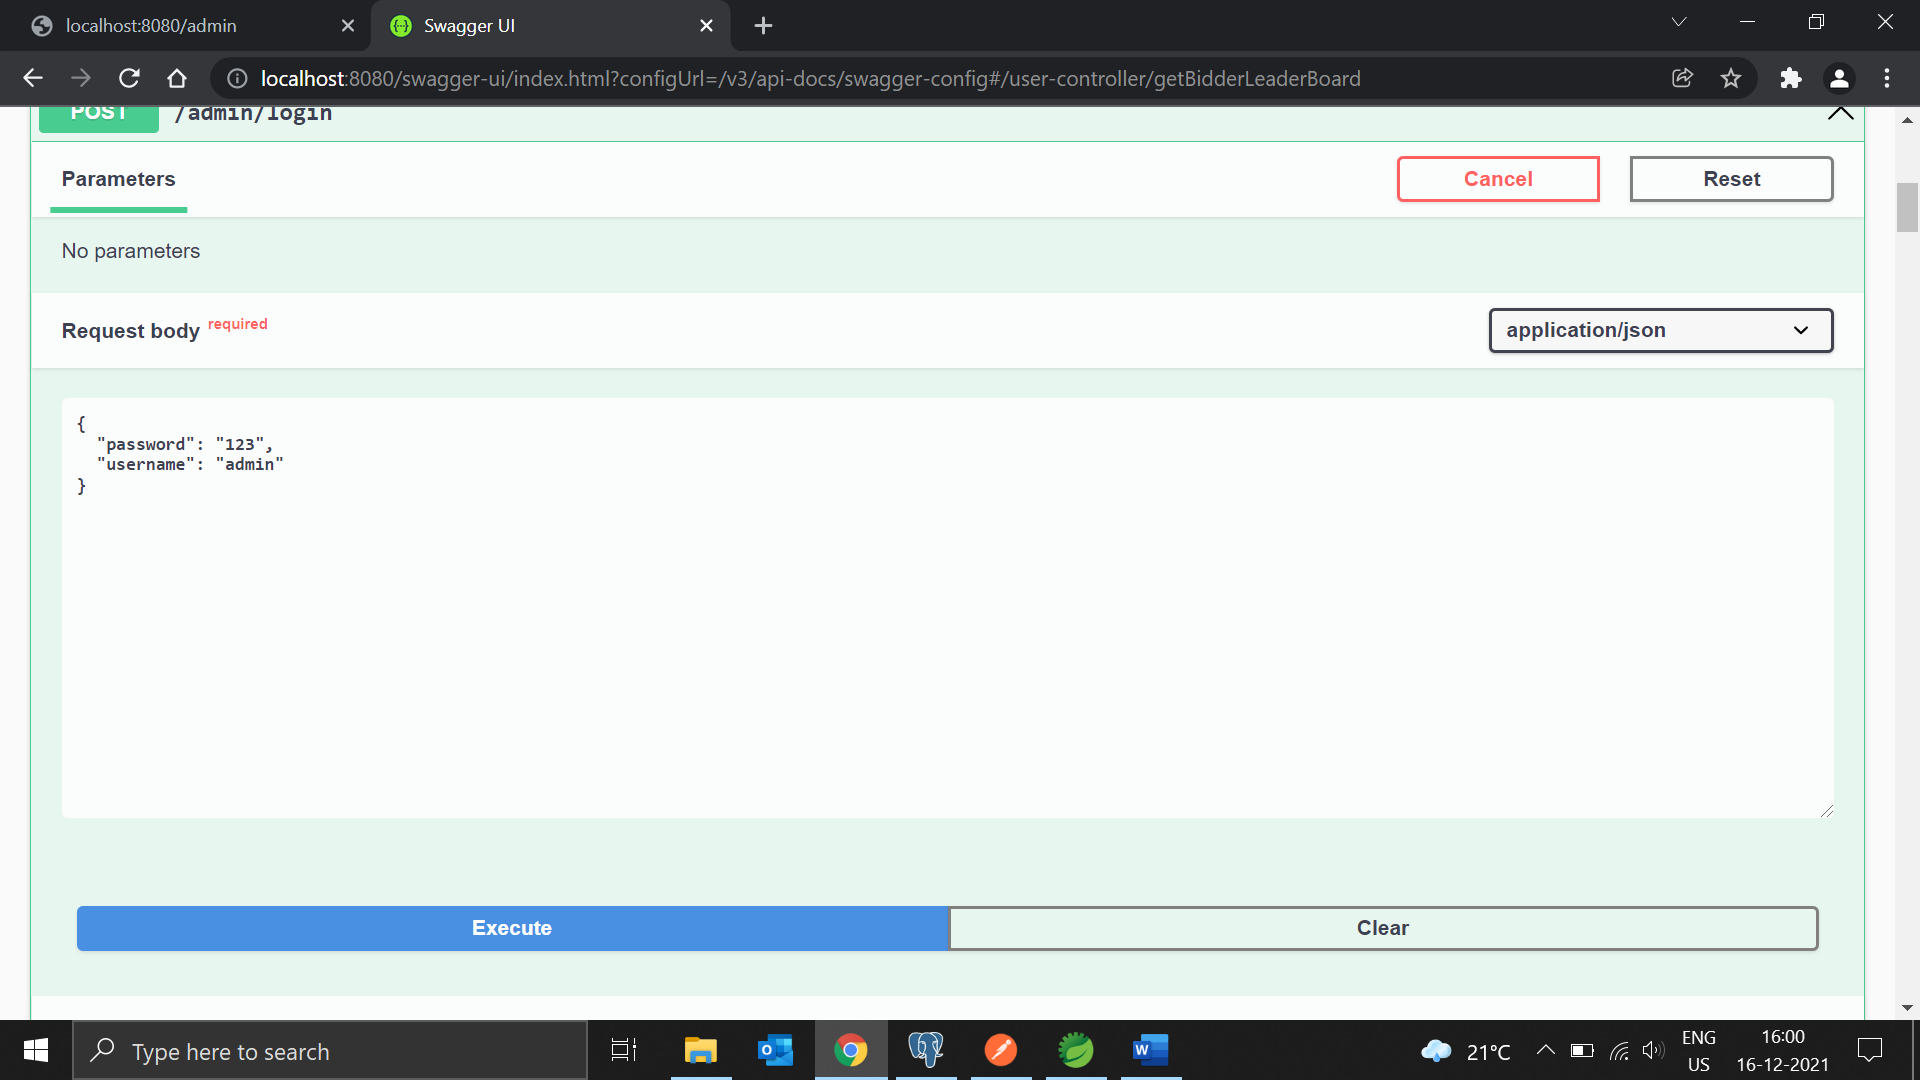 localhost:8080/admin
Swagger UI
localhost:8080/swagger-ui/index.html?configUrl=/v3/api-docs/swagger-config#/user-controller/getBidderLeaderBoard
POST /admin/login
Parameters
Cancel
Reset
No parameters
Request body required
application/json
{
"password": "123",
"username": "admin"
}
Execute
Clear
Type here to search
21°C
ENG
US
16:00
16-12-2021